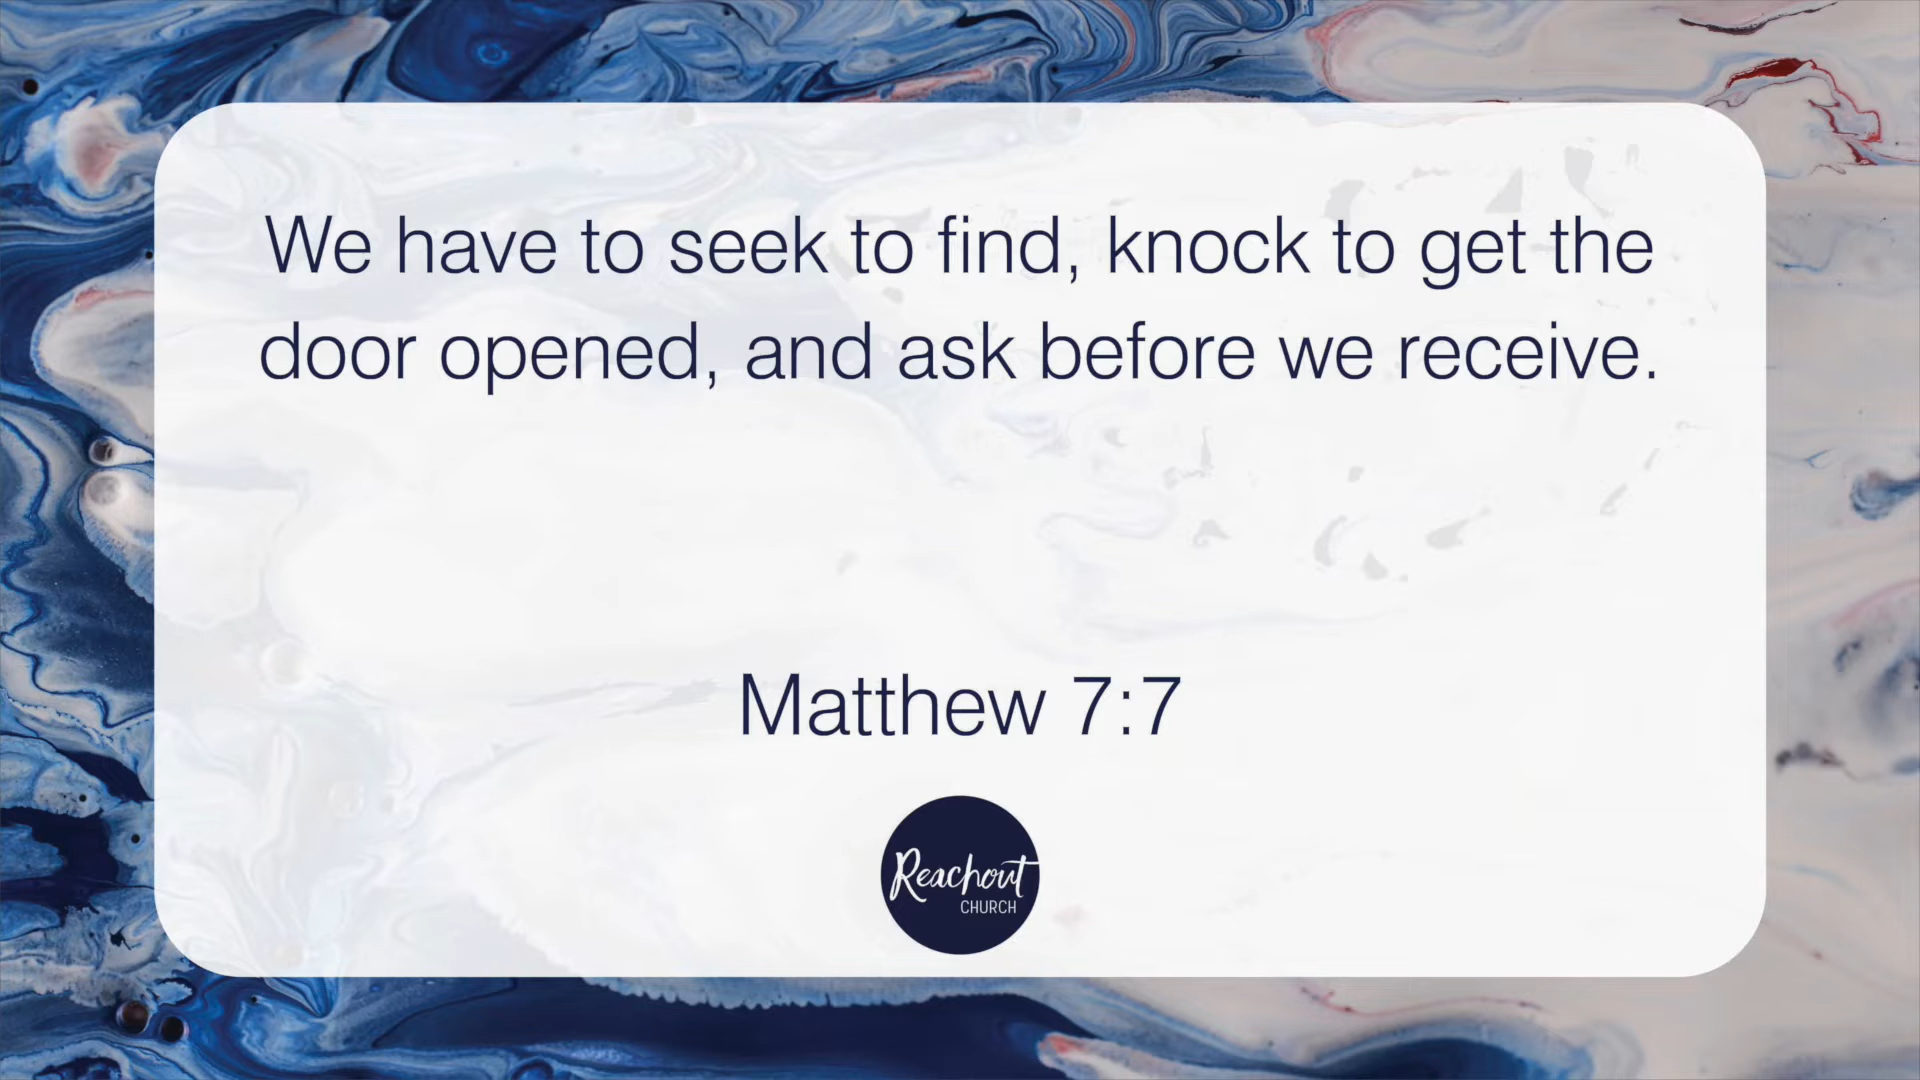 We have to seek to find, knock to get the
door opened, and ask before we receive.
Matthew 7:7
Reachout
CHURCH